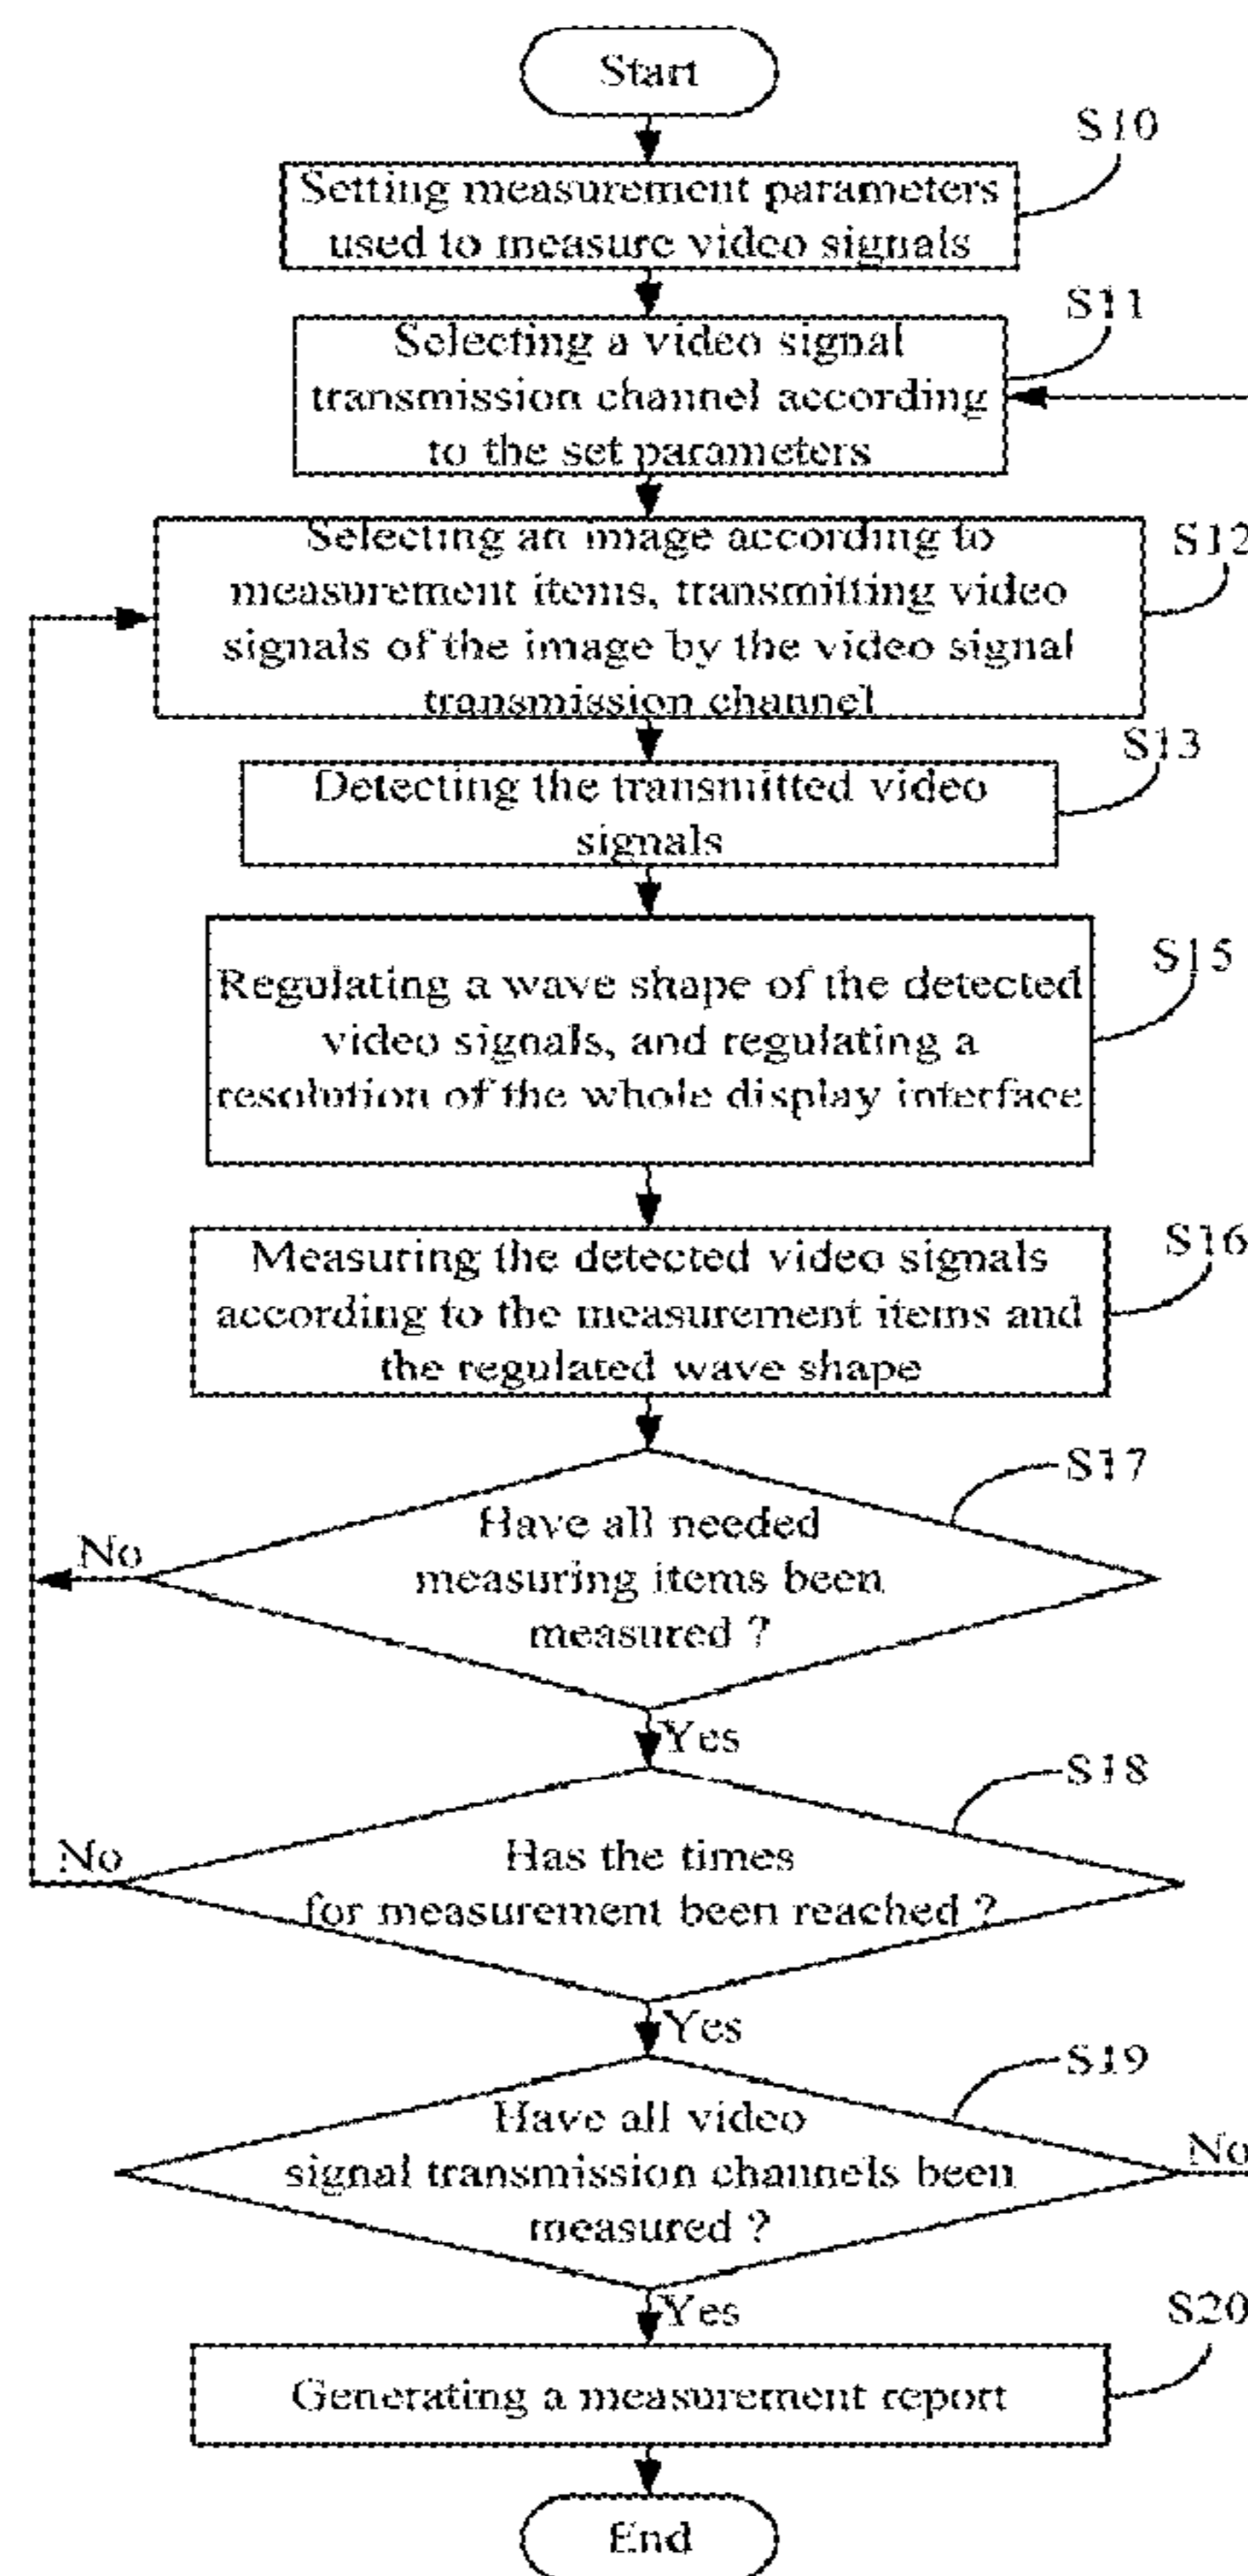 Start
S10
Setting measurement parameters
used to measure video signals
S11
Selecting a video signal
transmission channel according
to the set parameters
S12
Selecting an image according to
measurement items, transmitting video
signals of the image by the video signal
transmission channel
S13
Detecting the transmitted video
signals
S15
Regulating a wave shape of the detected
video signals, and regulating a
resolution of the whole display interface
S16
Measuring the detected video signals
according to the measurement items and
the regulated wave shape
S17
Have all needed
measuring items been
measured ?
No
Yes
S18
Has the times
for measurement been reached ?
No
Yes
S19
Have all video
signal transmission channels been
measured ?
No
Yes
S20
Generating a measurement report
End